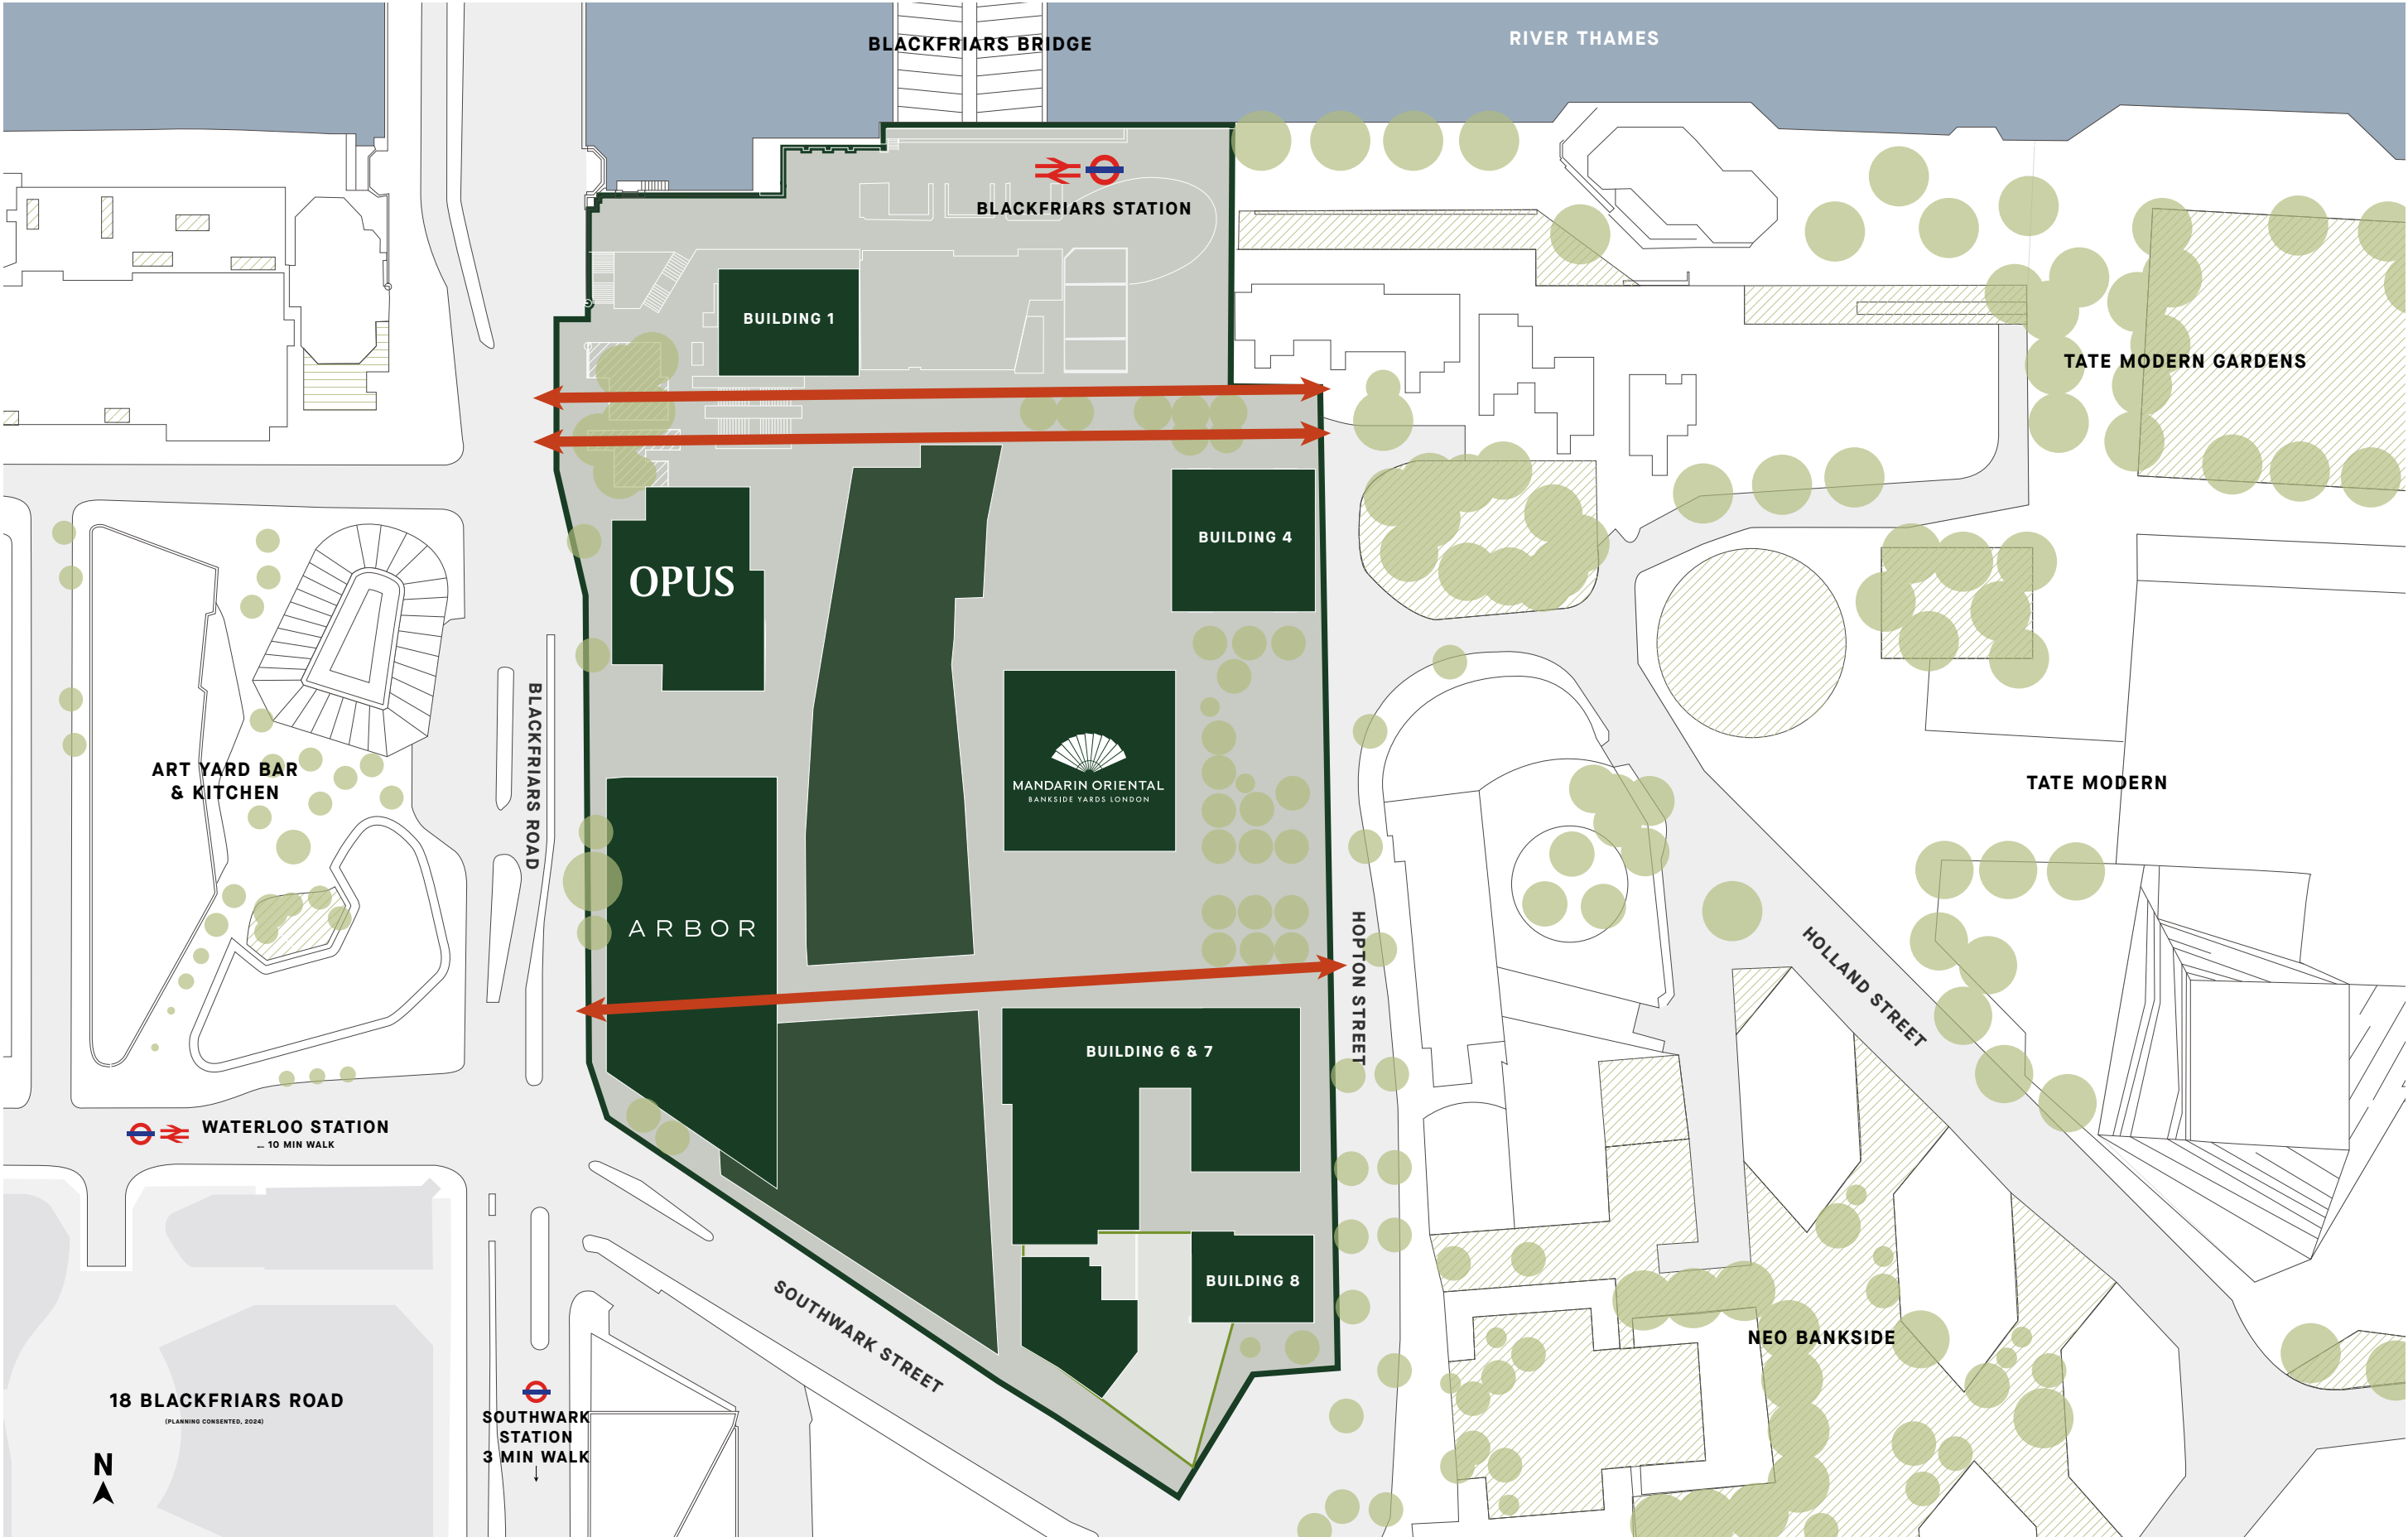 BLACKFRIARS BRIDGE
RIVER THAMES
BLACKFRIARS STATION
BUILDING 1
TATE MODERN GARDENS
BUILDING 4
OPUS
BLACKFRIARS ROAD
ART YARD BAR
& KITCHEN
MANDARIN ORIENTAL
BANKSIDE YARDS LONDON
TATE MODERN
ARBOR
HOPTON STREET
HOLLAND STREET
BUILDING 6 & 7
WATERLOO STATION
← 10 MIN WALK
BUILDING 8
SOUTHWARK STREET
NEO BANKSIDE
18 BLACKFRIARS ROAD
(PLANNING CONSENTED, 2024)
SOUTHWARK
STATION
3 MIN WALK
↓
N